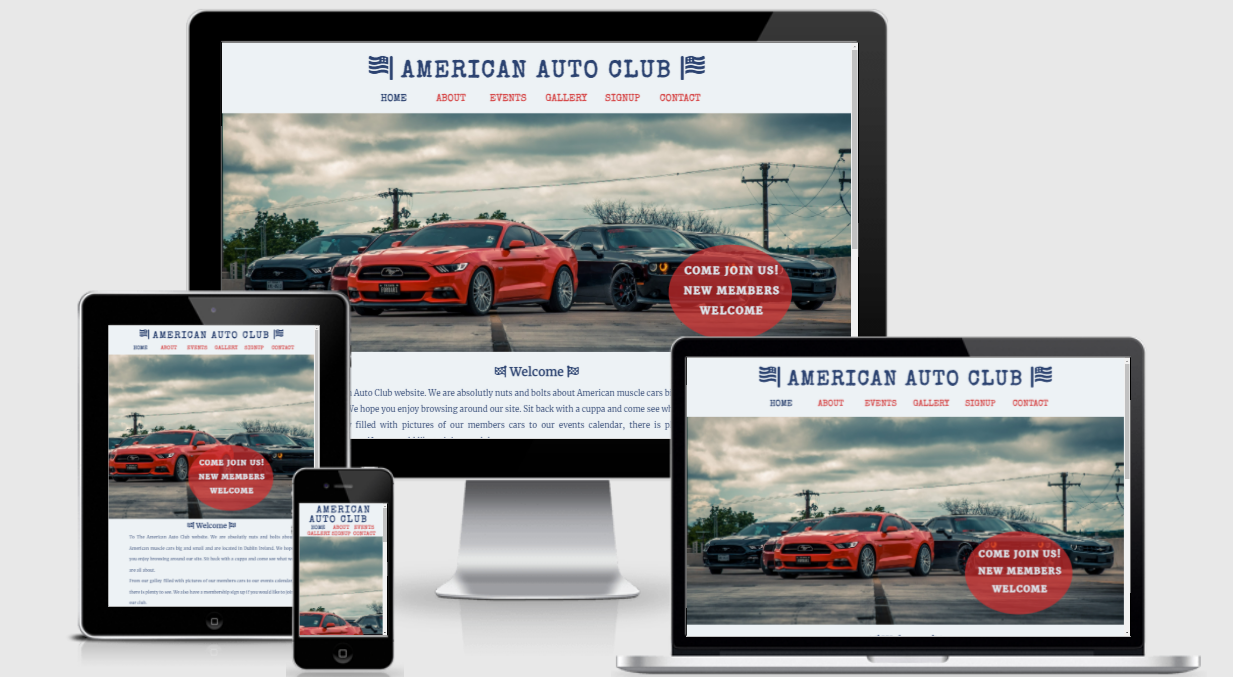 AMERICAN AUTO CLUB
HOME ABOUT EVENTS GALLERY SIGNUP CONTACT
COME JOIN US!
NEW MEMBERS
WELCOME
Welcome
Auto Club website. We are absolutly nuts and bolts about American muscle cars
We hope you enjoy browsing around our site. Sit back with a cuppa and come see
filled with pictures of our members cars to our events calendar, there is
AMERICAN AUTO CLUB
HOME ABOUT EVENTS GALLERY SIGNUP CONTACT
COME JOIN US!
NEW MEMBERS
WELCOME
Welcome
To The American Auto Club website. We are absolutly nuts and bolts about
American muscle cars big and small and are located in Dublin Ireland. We hope
you enjoy browsing around our site. Sit back with a cuppa and come see what we
are all about.
From our galley filled with pictures of our members cars to our events calendar,
there is plenty to see. We also have a membership sign up if you would like to join
our club
AMERICAN
AUTO CLUB
HOME ABOUT EVENTS
GALLERY SIGNUP CONTACT
AMERICAN AUTO CLUB
HOME ABOUT EVENTS GALLERY SIGNUP CONTACT
COME JOIN US!
NEW MEMBERS
WELCOME